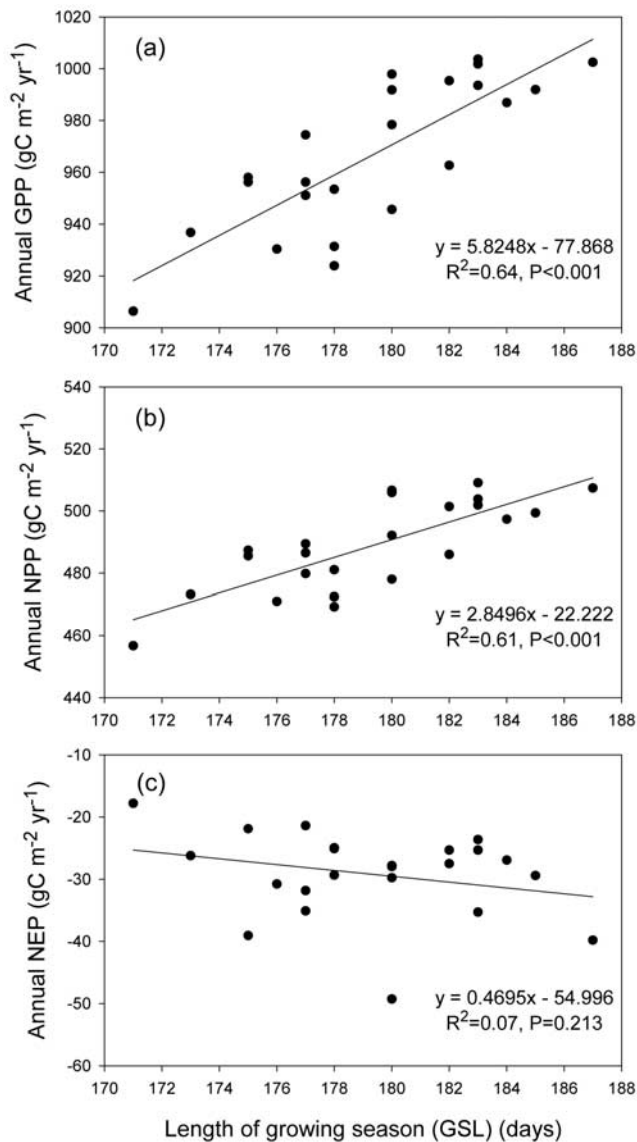 (a)
Annual GPP (gC m-2 yr-1)
1020
1000
980
960
940
920
900
y = 5.8248x - 77.868
R2=0.64, P<0.001
170 172 174 176 178 180 182 184 186 188
(b)
Annual NPP (gC m-2 yr-1)
540
520
500
480
460
440
y = 2.8496x - 22.222
R2=0.61, P<0.001
170 172 174 176 178 180 182 184 186 188
(c)
Annual NEP (gC m-2 yr-1)
-10
-20
-30
-40
-50
-60
y = 0.4695x - 54.996
R2=0.07, P=0.213
170 172 174 176 178 180 182 184 186 188
Length of growing season (GSL) (days)